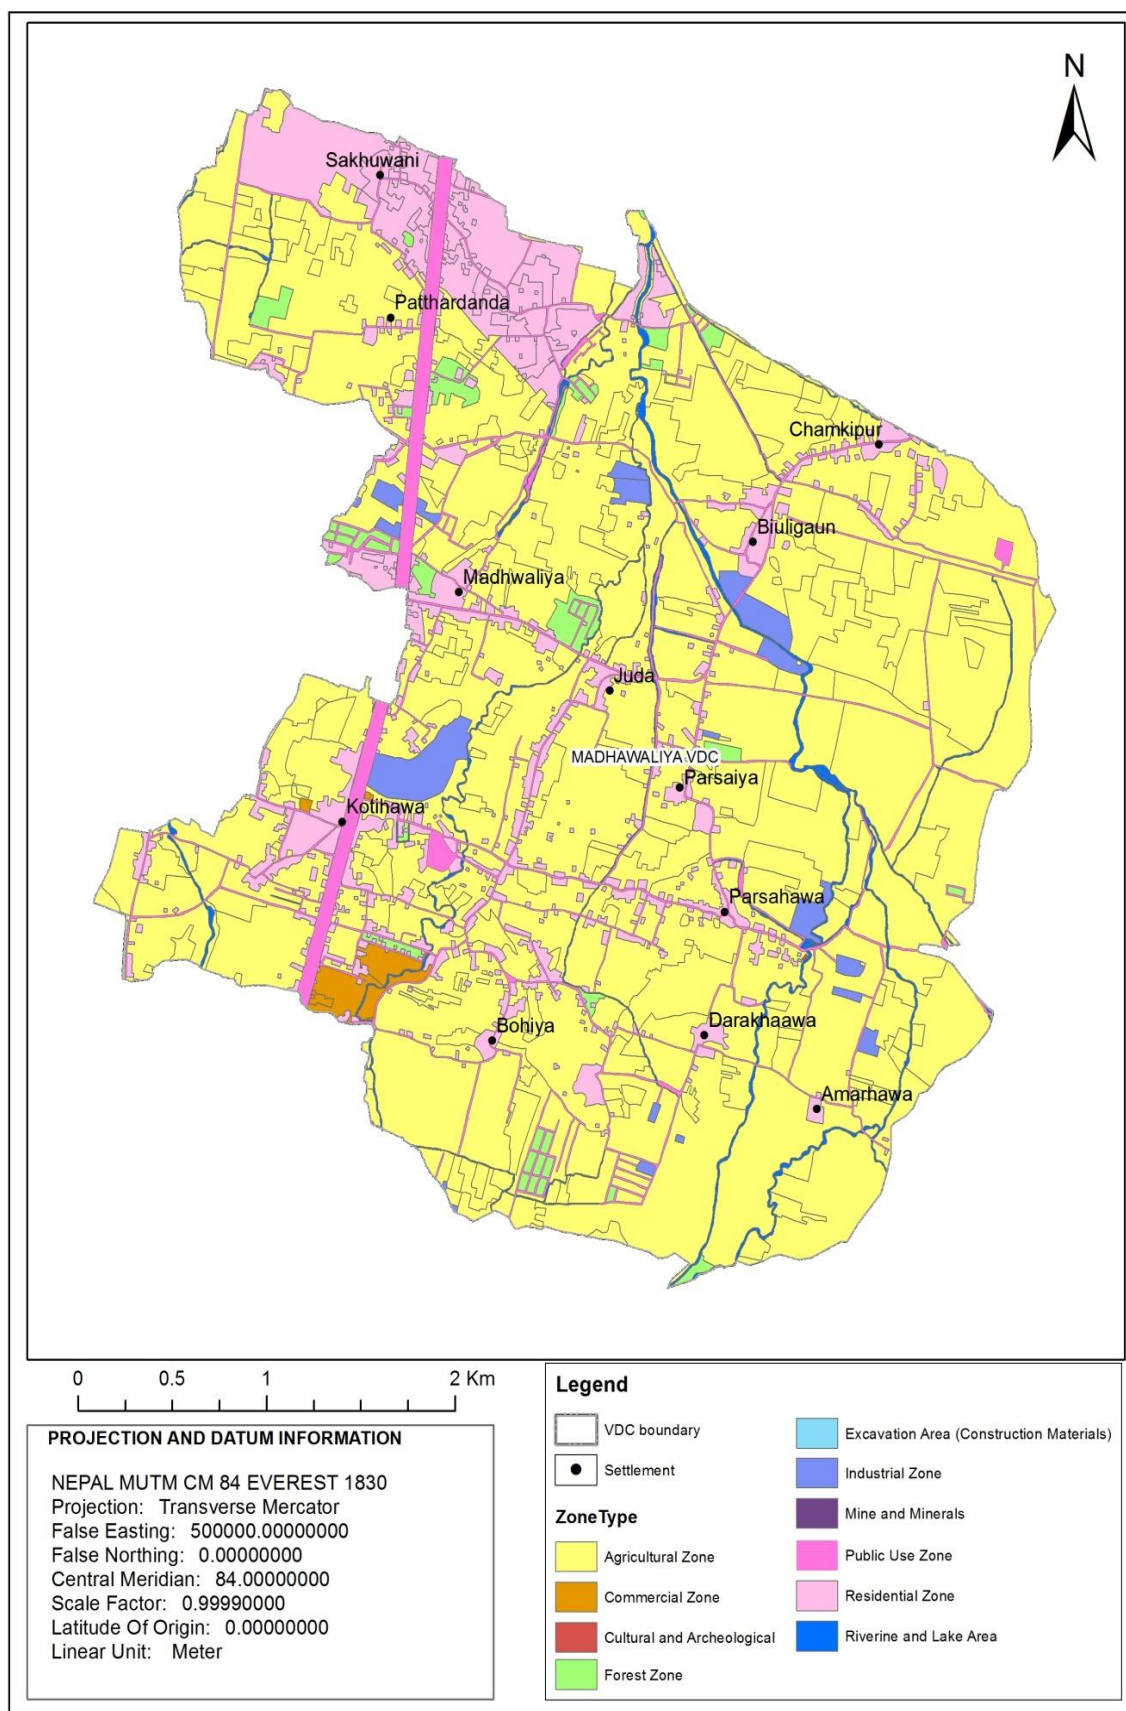 N
Sakhuwani
Patthardanda
Chamkipur
Biuligaun
Madhwaliya
Juda
MADHAWALIYA VDC
Parsaiya
Kotihawa
Parsahawa
Bohiya
Daraknaawa
Amarhawa
0 0.5 1 2 Km
PROJECTION AND DATUM INFORMATION
NEPAL MUTM CM 84 EVEREST 1830
Projection: Transverse Mercator
False Easting: 500000.00000000
False Northing: 0.00000000
Central Meridian: 84.00000000
Scale Factor: 0.99990000
Latitude Of Origin: 0.00000000
Linear Unit: Meter
Legend
VDC boundary
Settlement
ZoneType
Agricultural Zone
Commercial Zone
Cultural and Archeological
Forest Zone
Excavation Area (Construction Materials)
Industrial Zone
Mine and Minerals
Public Use Zone
Residential Zone
Riverine and Lake Area